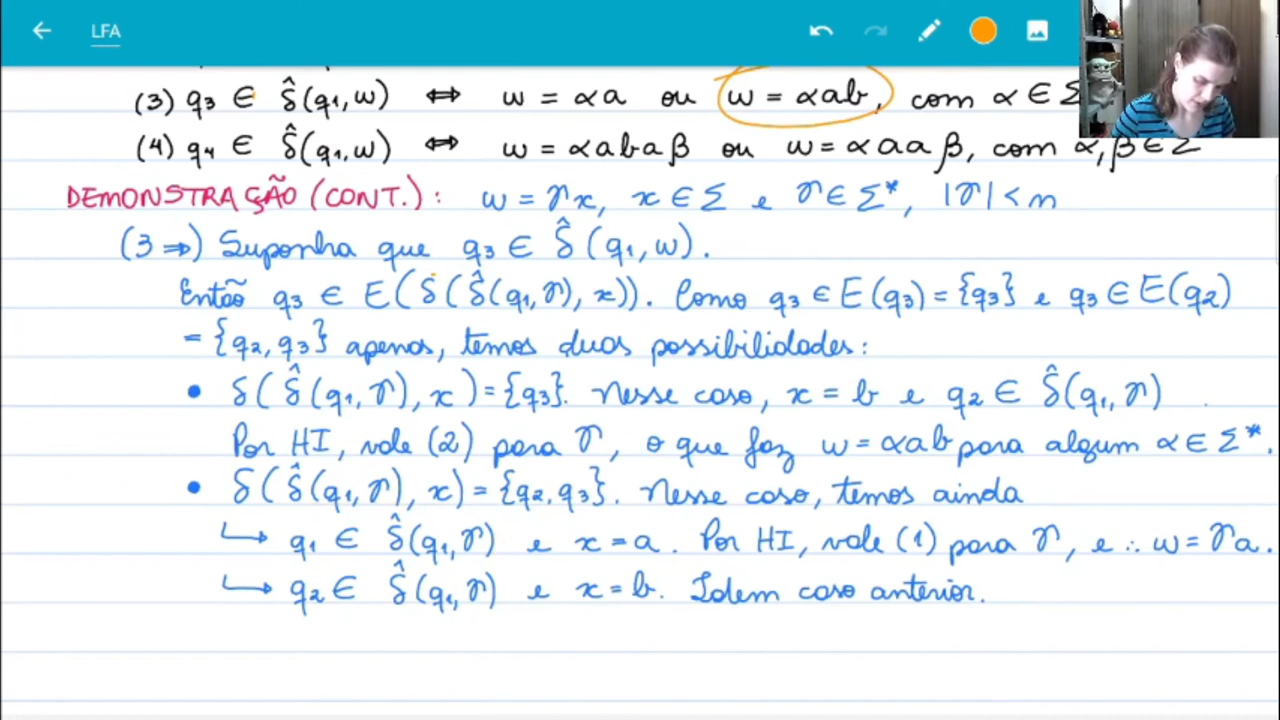 LFA
(3) q3 ∈ δ̂(q1, w) ⇔ w = αa ou w = αab, com α ∈ Σ
(4) q4 ∈ δ̂(q1, w) ⇔ w = αabaβ ou w = αaaβ, com α, β ∈ Σ
DEMONSTRAÇÃO (CONT.): w = γx, x ∈ Σ e γ ∈ Σ*, |γ| < n
(3 ⇒) Suponha que q3 ∈ δ̂(q1, w).
Então q3 ∈ E(δ(δ̂(q1, γ), x)). Como q3 ∈ E(q3) = {q3} e q3 ∈ E(q2)
= {q2, q3} apenas, temos duas possibilidades:
• δ(δ̂(q1, γ), x) = {q3}. Nesse caso, x = b e q2 ∈ δ̂(q1, γ)
Por HI, vale (2) para γ, o que faz w = αab para algum α ∈ Σ*.
• δ(δ̂(q1, γ), x) = {q2, q3}. Nesse caso, temos ainda
↳ q1 ∈ δ̂(q1, γ) e x = a. Por HI, vale (1) para γ, e ∴ w = γa.
↳ q2 ∈ δ̂(q1, γ) e x = b. Idem caso anterior.